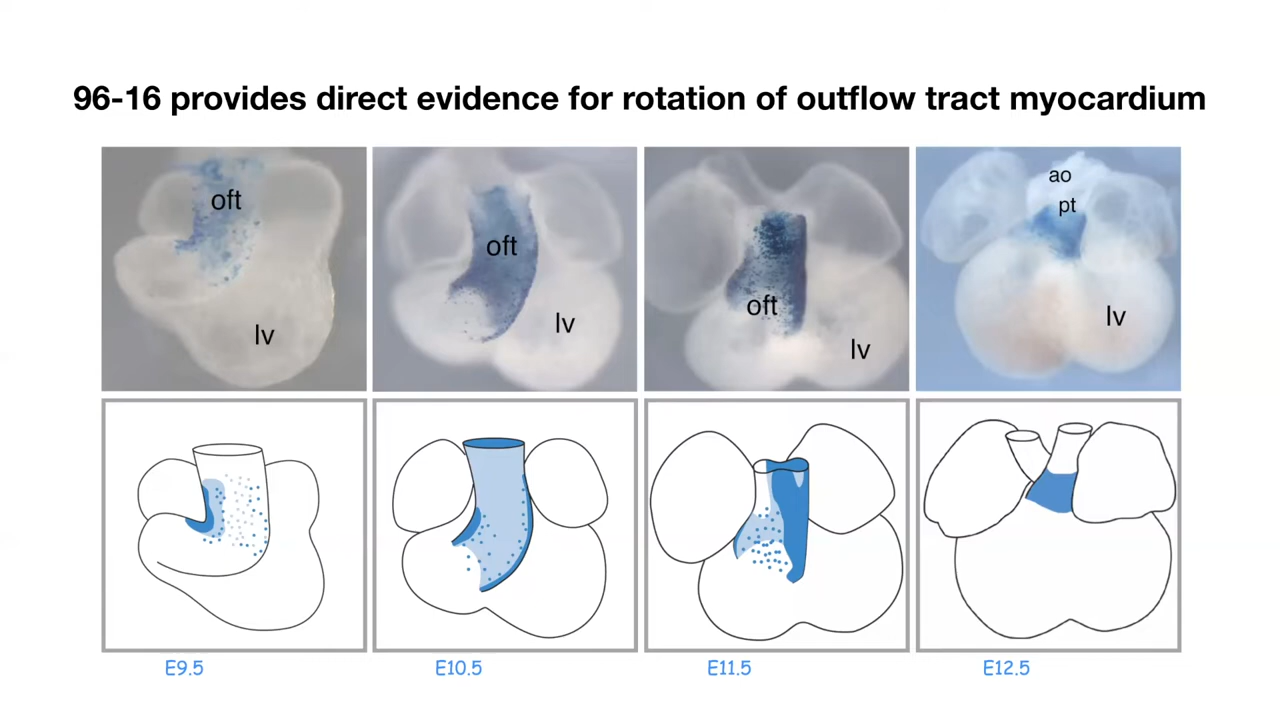 96-16 provides direct evidence for rotation of outflow tract myocardium
oft
lv
oft
lv
oft
lv
ao
pt
lv
E9.5
E10.5
E11.5
E12.5